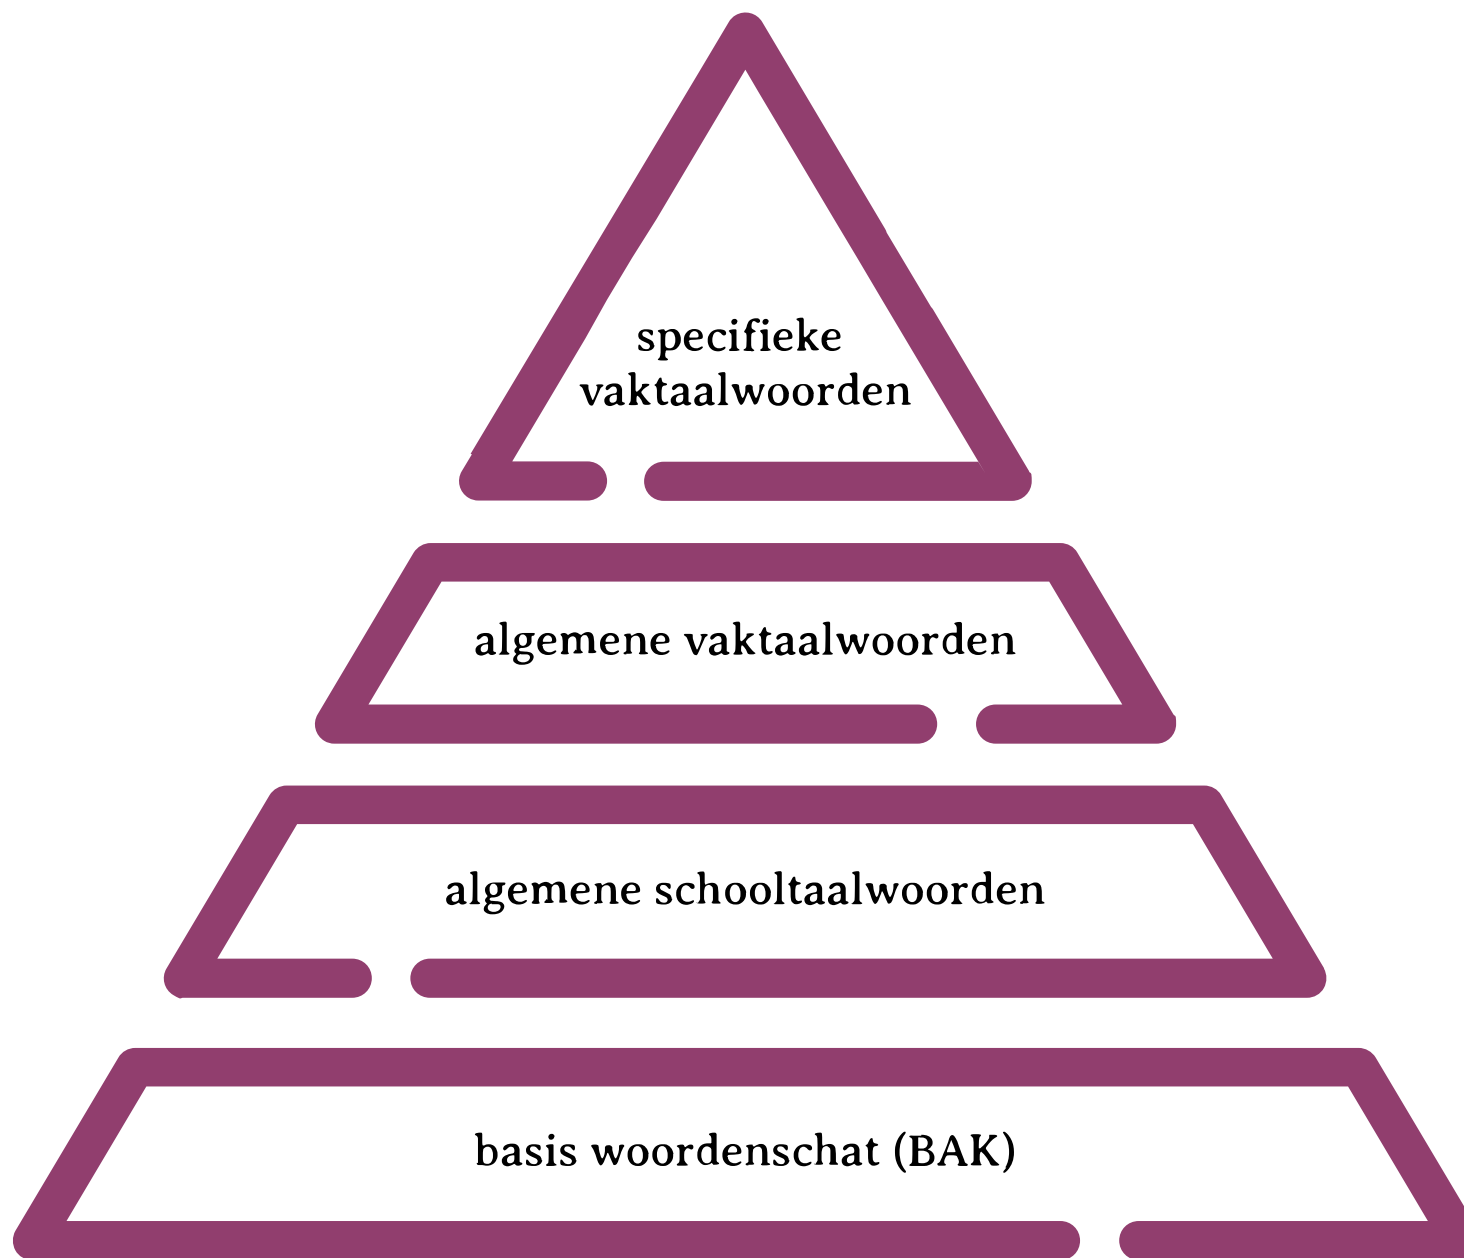 specifieke
vaktaalwoorden
algemene vaktaalwoorden
algemene schooltaalwoorden
basis woordenschat (BAK)